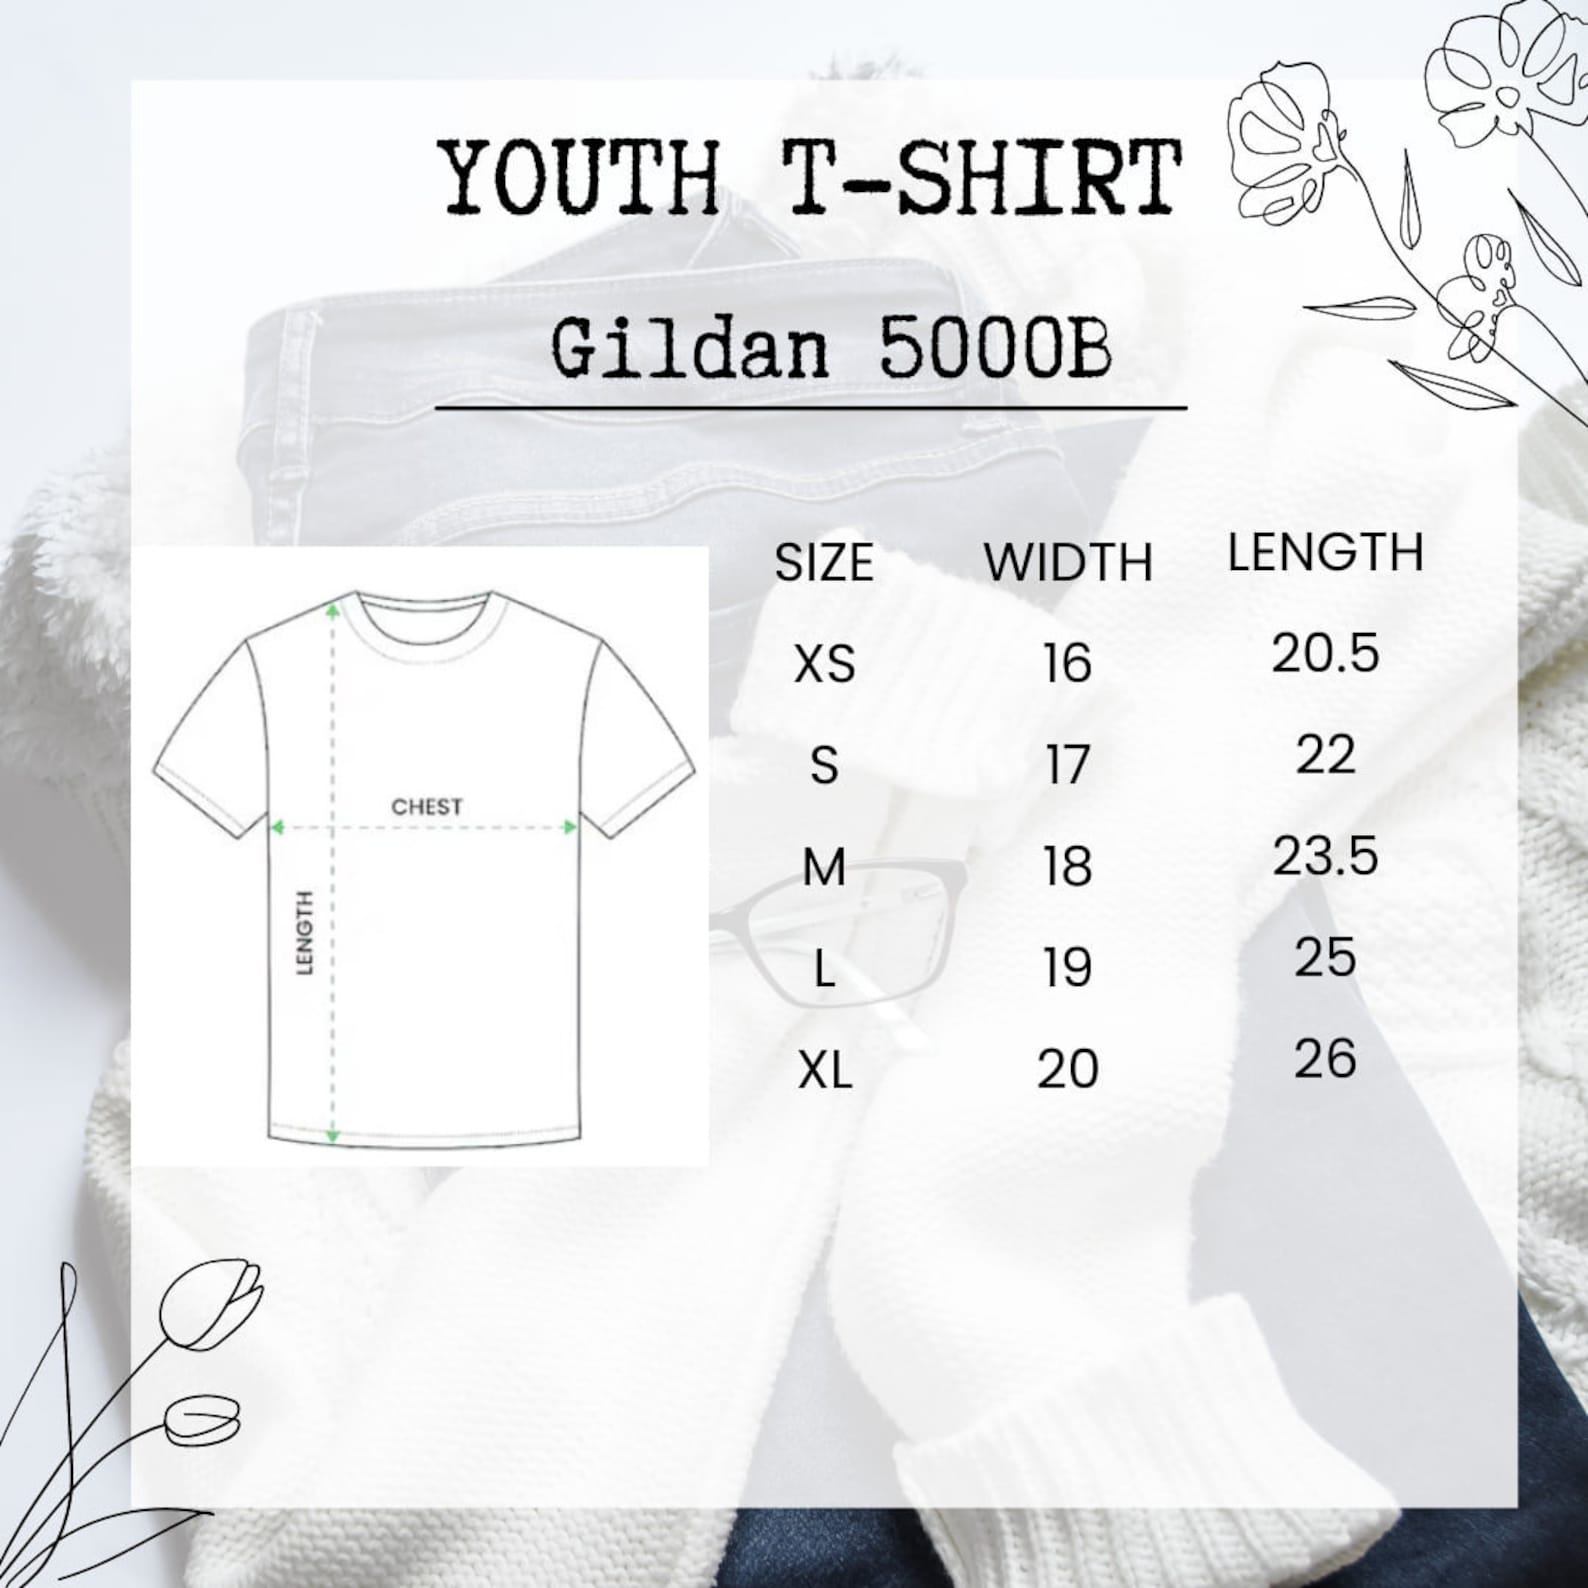 YOUTH T-SHIRT
Gildan 5000B
SIZE WIDTH LENGTH
XS 16 20.5
S 17 22
M 18 23.5
L 19 25
XL 20 26
CHEST
LENGTH